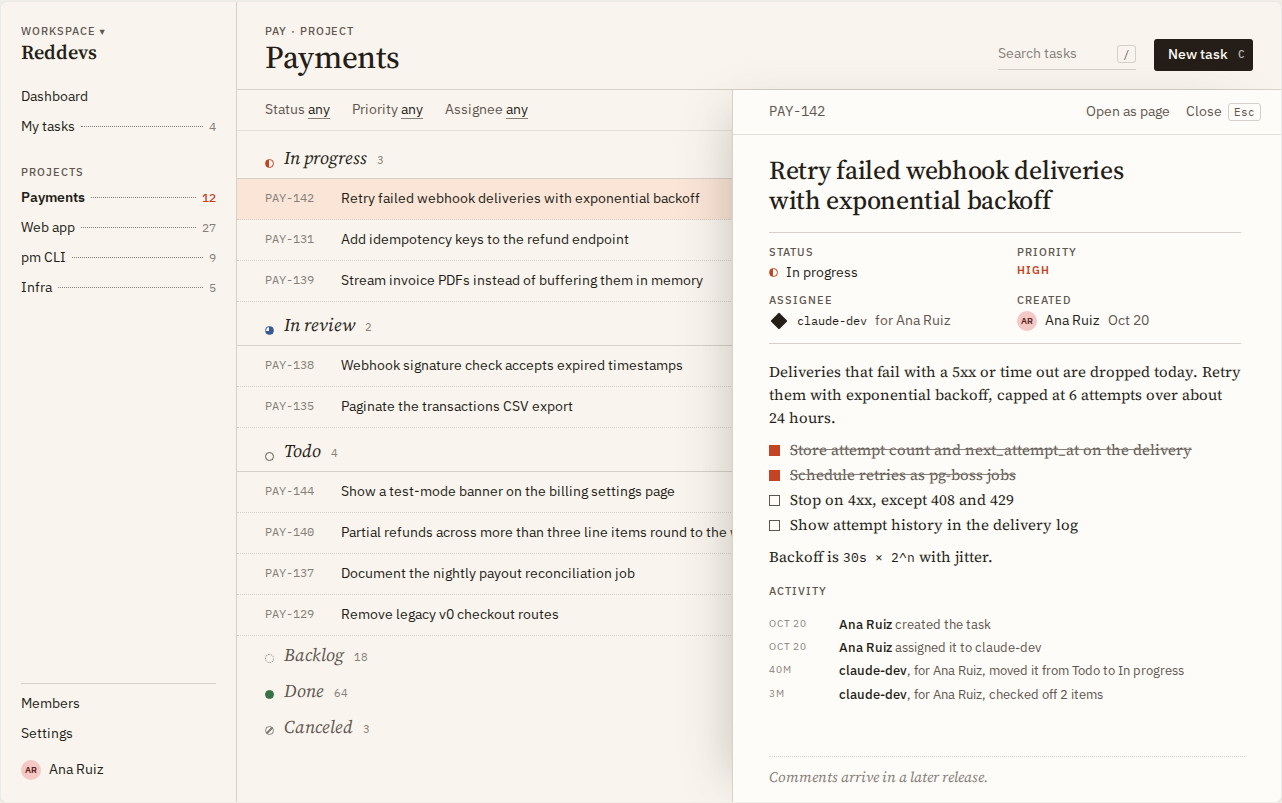 WORKSPACE ▾
Reddevs
Dashboard
My tasks 4
PROJECTS
Payments 12
Web app 27
pm CLI 9
Infra 5
Members
Settings
AR Ana Ruiz
PAY · PROJECT
Payments
Search tasks /
New task C
Status any Priority any Assignee any
In progress 3
PAY-142 Retry failed webhook deliveries with exponential backoff
PAY-131 Add idempotency keys to the refund endpoint
PAY-139 Stream invoice PDFs instead of buffering them in memory
In review 2
PAY-138 Webhook signature check accepts expired timestamps
PAY-135 Paginate the transactions CSV export
Todo 4
PAY-144 Show a test-mode banner on the billing settings page
PAY-140 Partial refunds across more than three line items round to the
PAY-137 Document the nightly payout reconciliation job
PAY-129 Remove legacy v0 checkout routes
Backlog 18
Done 64
Canceled 3
PAY-142 Open as page Close Esc
Retry failed webhook deliveries
with exponential backoff
STATUS PRIORITY
In progress HIGH
ASSIGNEE CREATED
claude-dev for Ana Ruiz AR Ana Ruiz Oct 20
Deliveries that fail with a 5xx or time out are dropped today. Retry
them with exponential backoff, capped at 6 attempts over about
24 hours.
Store attempt count and next_attempt_at on the delivery
Schedule retries as pg-boss jobs
Stop on 4xx, except 408 and 429
Show attempt history in the delivery log
Backoff is 30s × 2^n with jitter.
ACTIVITY
OCT 20 Ana Ruiz created the task
OCT 20 Ana Ruiz assigned it to claude-dev
40M claude-dev, for Ana Ruiz, moved it from Todo to In progress
3M claude-dev, for Ana Ruiz, checked off 2 items
Comments arrive in a later release.